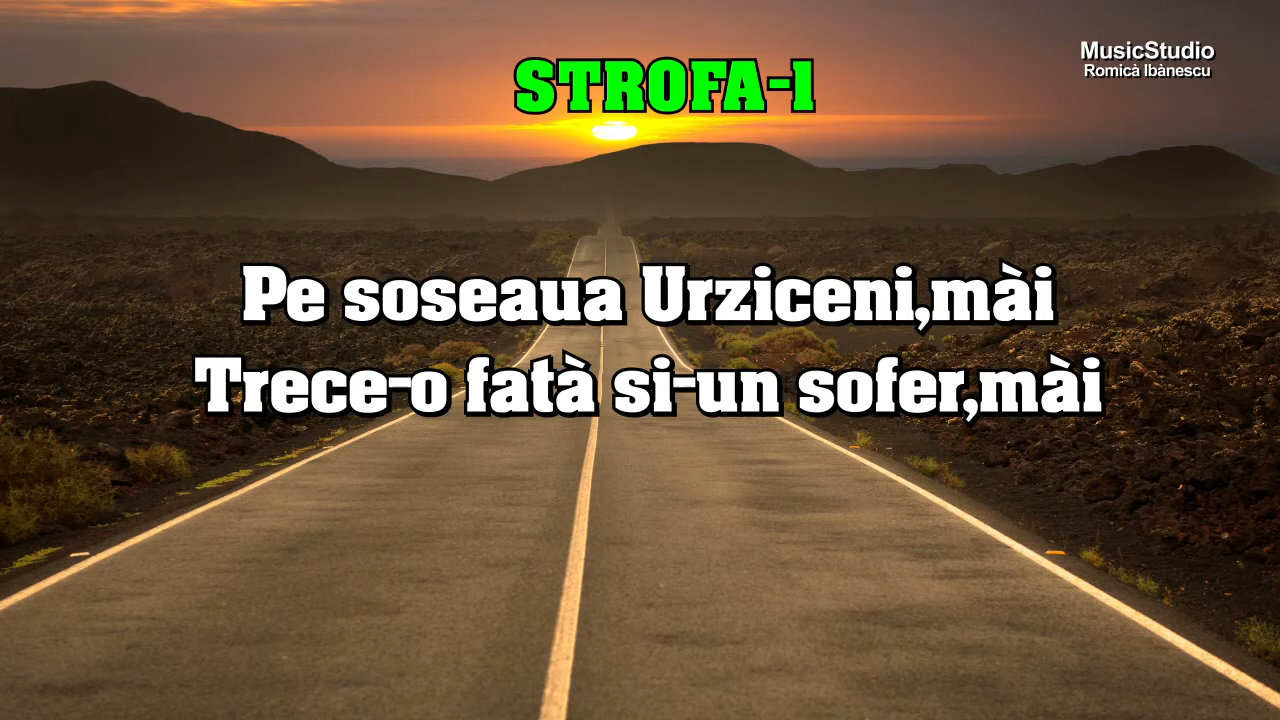 MusicStudio
Romicà Ibànescu
STROFA-1
Pe soseaua Urziceni,mài
Trece-o fatà si-un sofer,mài